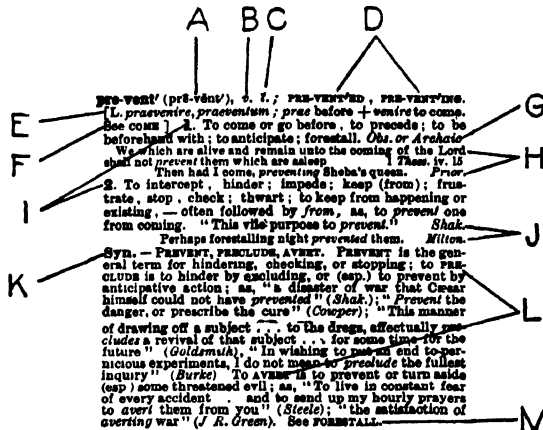 A B C D
pre-vent' (prē-vĕnt'), v. t.; PRE-VENT'ED, PRE-VENT'ING.
E [L. praevenire, praeventum; prae before + venire to come. G
F See COME] 1. To come or go before, to precede; to be
beforehand with; to anticipate; forestall. Obs. or Archaic
We which are alive and remain unto the coming of the Lord H
shall not prevent them which are asleep 1 Thess. iv. 15
Then had I come, preventing Sheba's queen. Prior
I 2. To intercept, hinder; impede; keep (from); frus-
trate, stop, check; thwart; to keep from happening or
existing, — often followed by from, as, to prevent one
from coming. "This vile purpose to prevent." Shak. J
Perhaps forestalling night prevented them. Milton.
K Syn. — PREVENT, PRECLUDE, AVERT. PREVENT is the gen-
eral term for hindering, checking, or stopping; to PRE-
CLUDE is to hinder by excluding, or (esp.) to prevent by
anticipative action; as, "a disaster of war that Cæsar
himself could not have prevented" (Shak.); "Prevent the
danger, or prescribe the cure" (Cowper); "This manner L
of drawing off a subject . . . to the dregs, effectually pre-
cludes a revival of that subject . . . for some time for the
future" (Goldsmith), "In wishing to put an end to per-
nicious experiments, I do not mean to preclude the fullest
inquiry" (Burke) To AVERT is to prevent or turn aside
(esp) some threatened evil; as, "To live in constant fear
of every accident . and to send up my hourly prayers
to avert them from you" (Steele); "the satisfaction of
averting war" (J R. Green). See FORESTALL. M